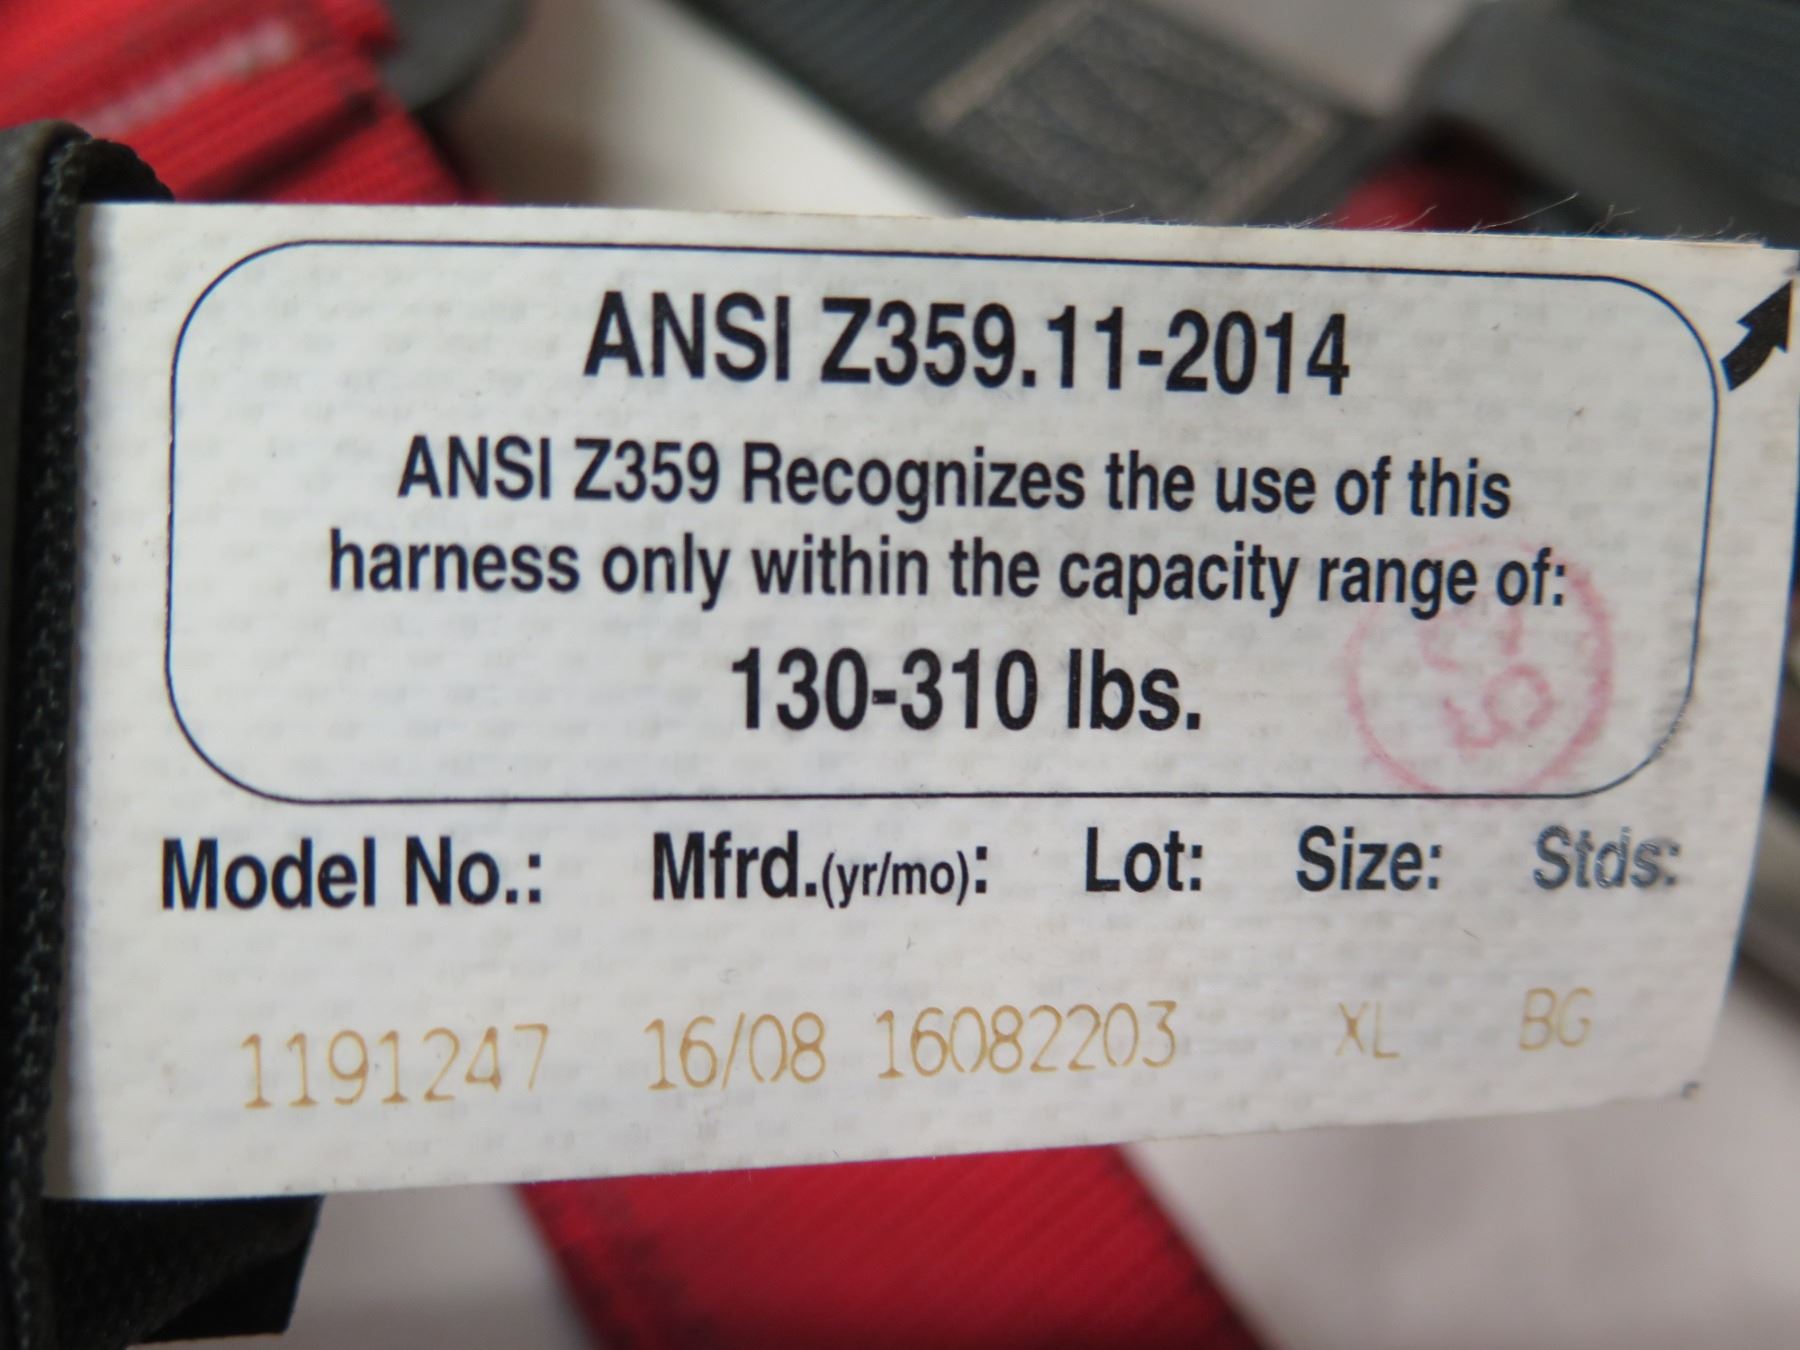 ANSI Z359.11-2014
ANSI Z359 Recognizes the use of this
harness only within the capacity range of:
130-310 lbs.
Model No.: Mfrd.(yr/mo): Lot: Size: Stds:
1191247 16/08 16082203 XL BG